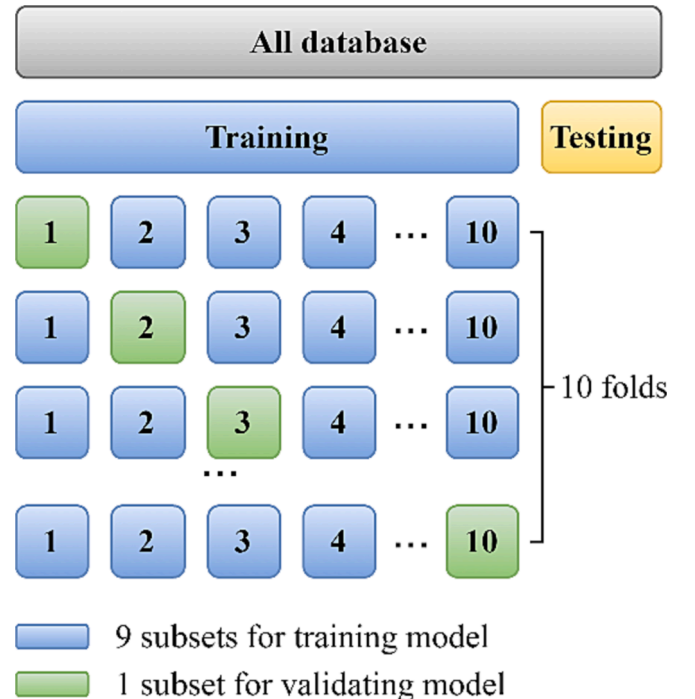 All database
Training Testing
1 2 3 4 ... 10
1 2 3 4 ... 10
1 2 3 4 ... 10
...
1 2 3 4 ... 10
10 folds
9 subsets for training model
1 subset for validating model